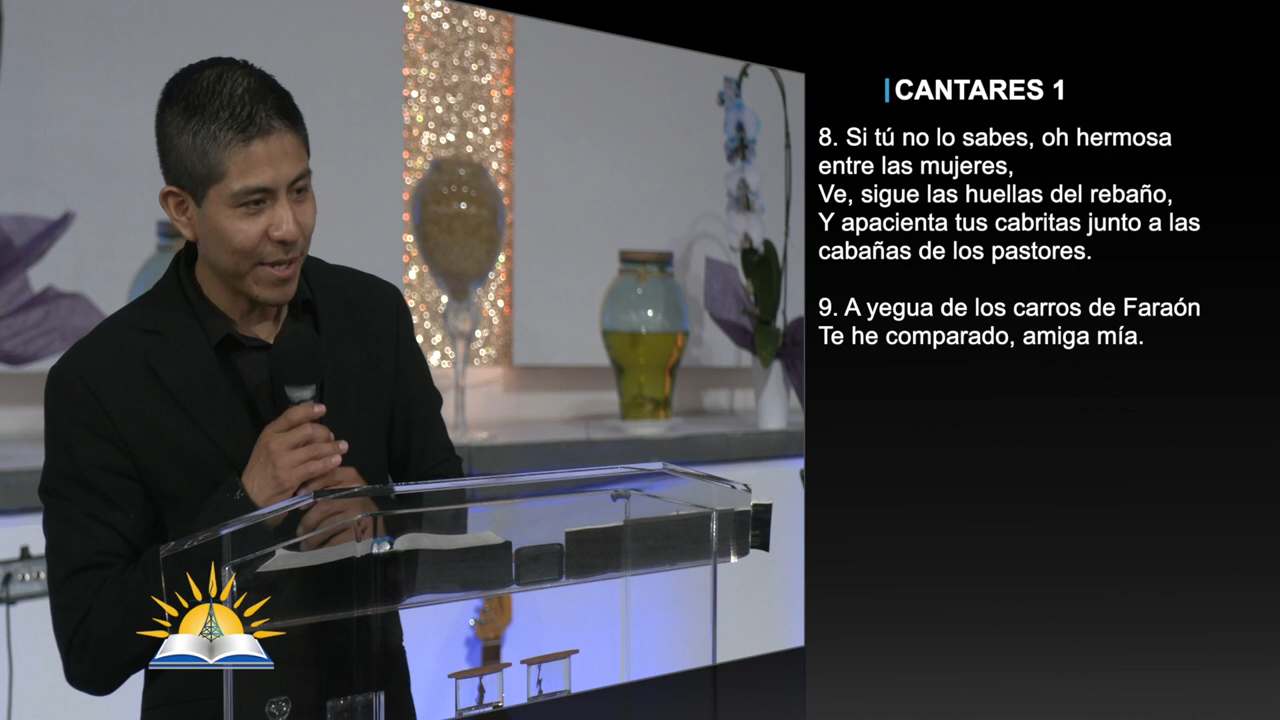 CANTARES 1
8. Si tú no lo sabes, oh hermosa
entre las mujeres,
Ve, sigue las huellas del rebaño,
Y apacienta tus cabritas junto a las
cabañas de los pastores.
9. A yegua de los carros de Faraón
Te he comparado, amiga mía.